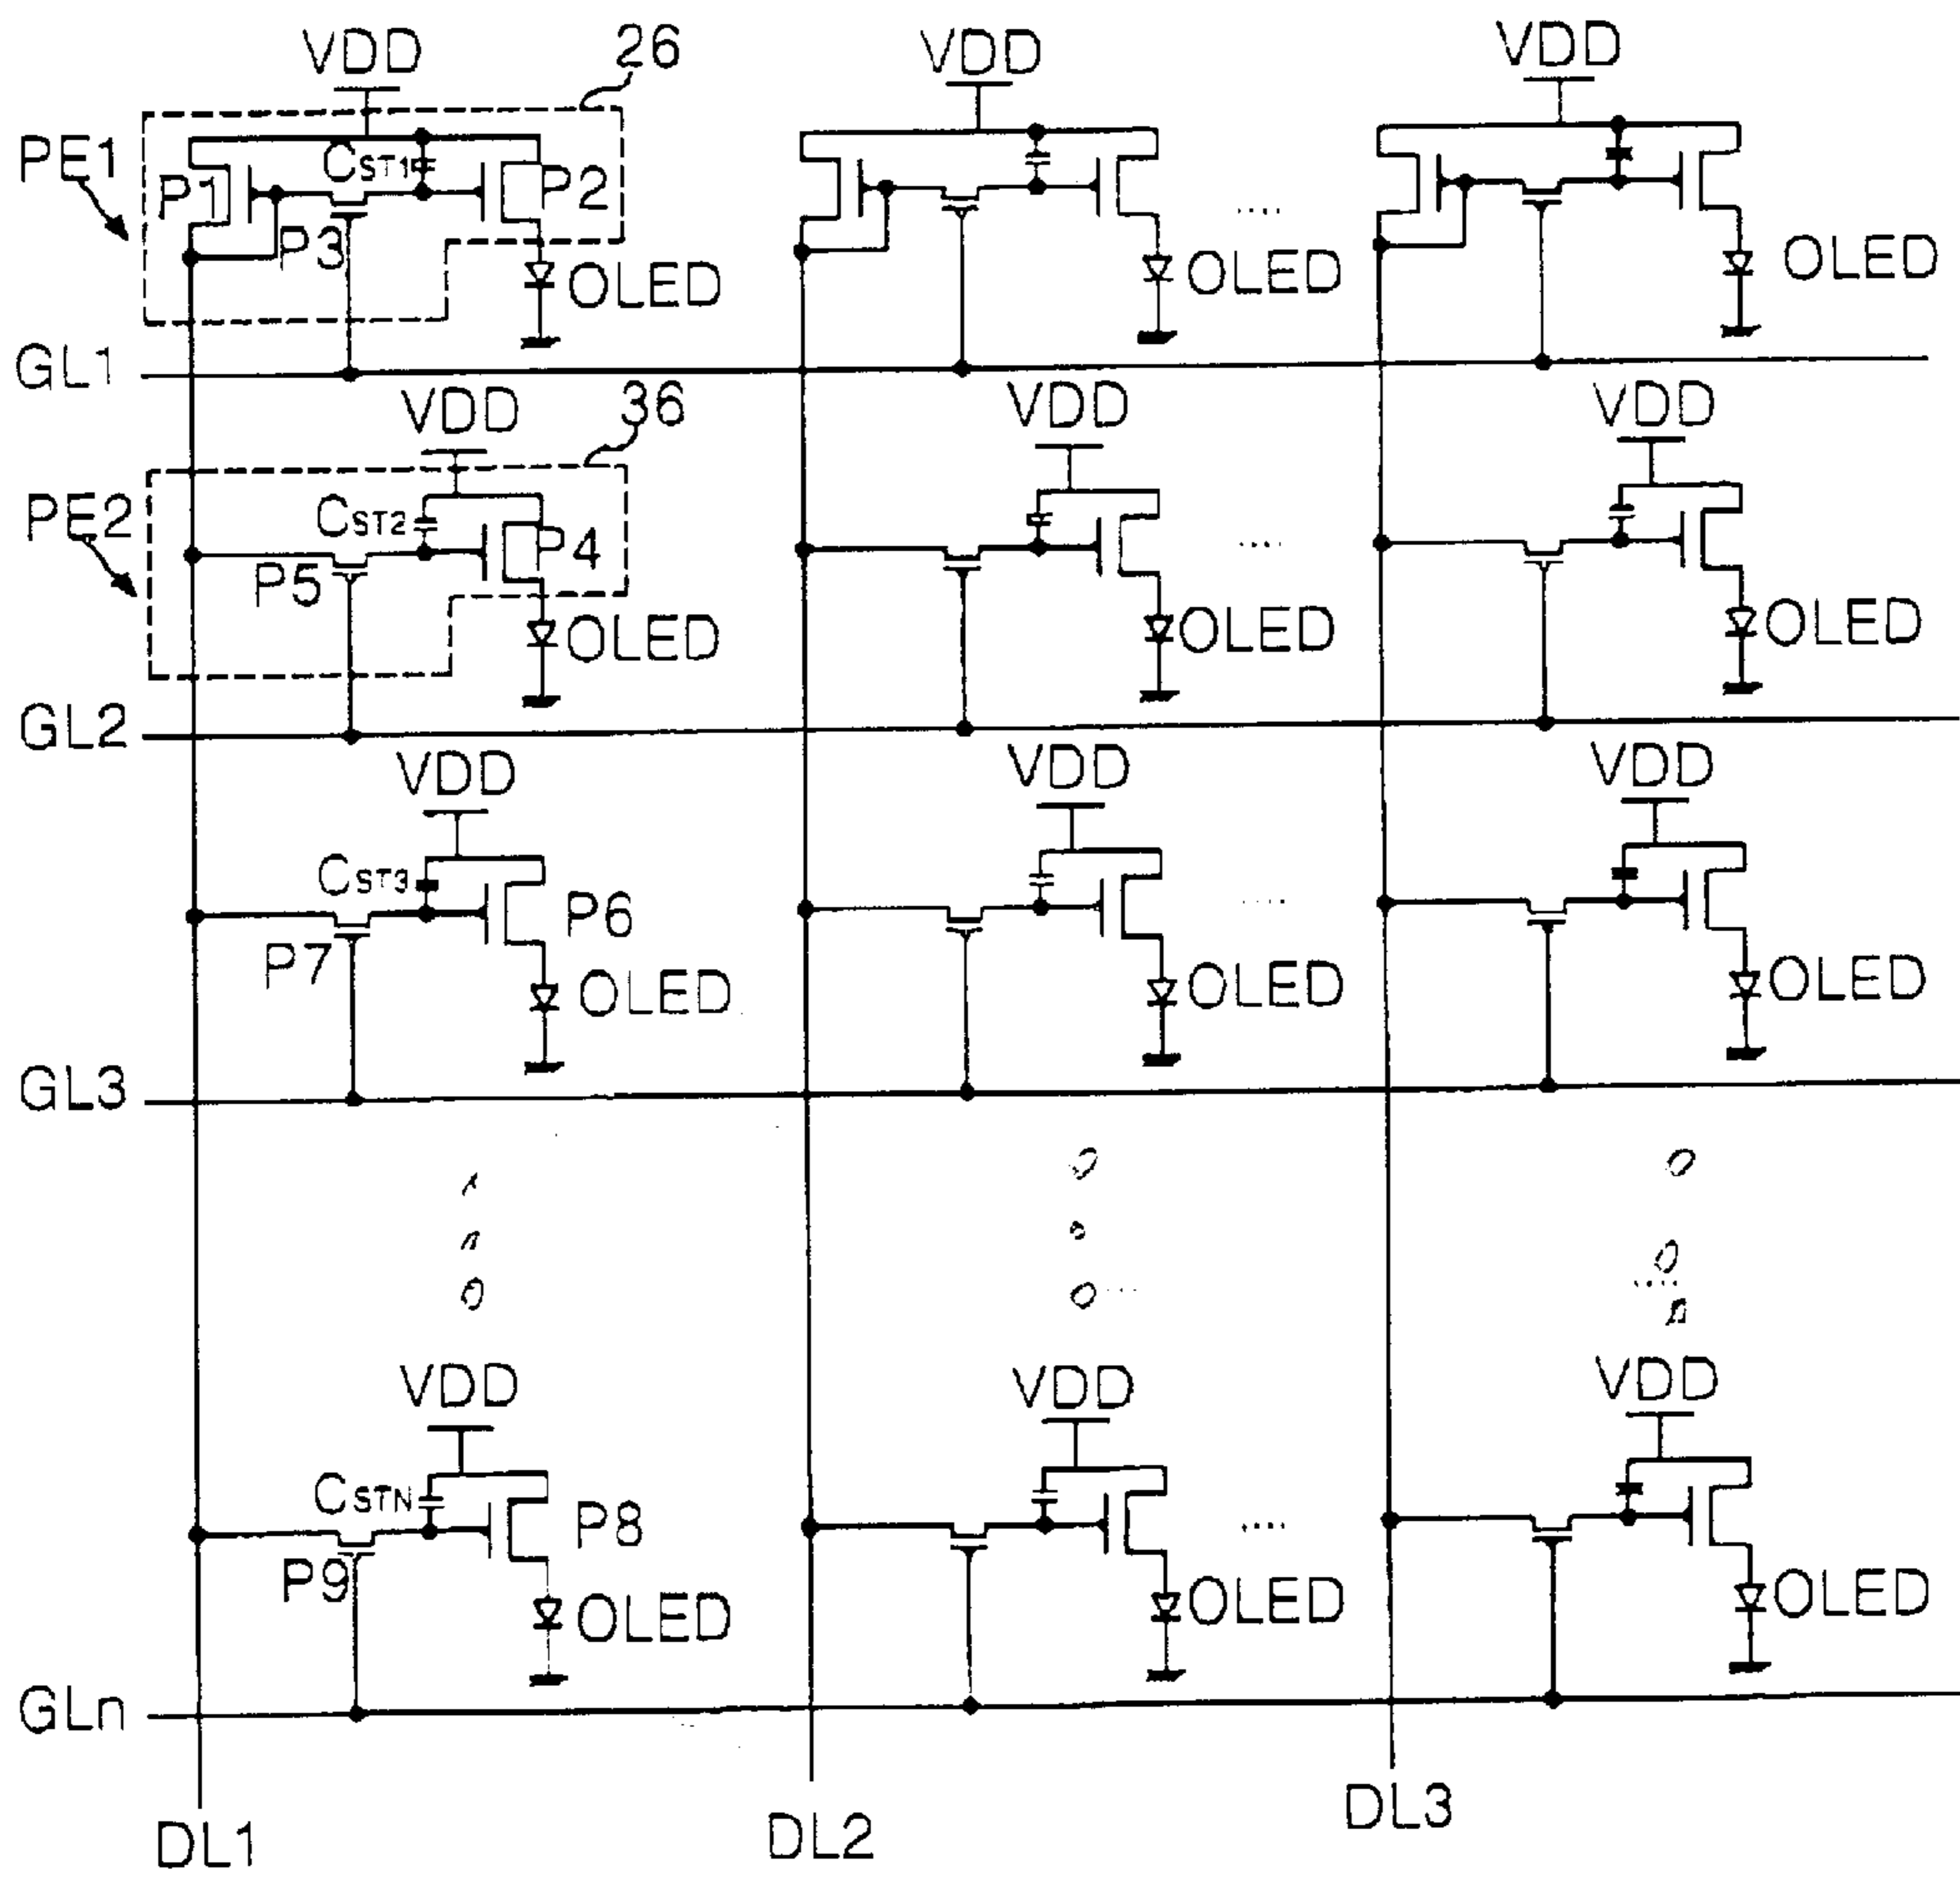 VDD 26 VDD VDD
PE1 CST1
P1 P2
P3
OLED OLED OLED
GL1
VDD 36 VDD VDD
PE2 CST2
P4
P5
OLED OLED OLED
GL2
VDD VDD VDD
CST3
P6
P7
OLED OLED OLED
GL3
VDD VDD VDD
CSTN
P8
P9
OLED OLED OLED
GLn
DL1 DL2 DL3